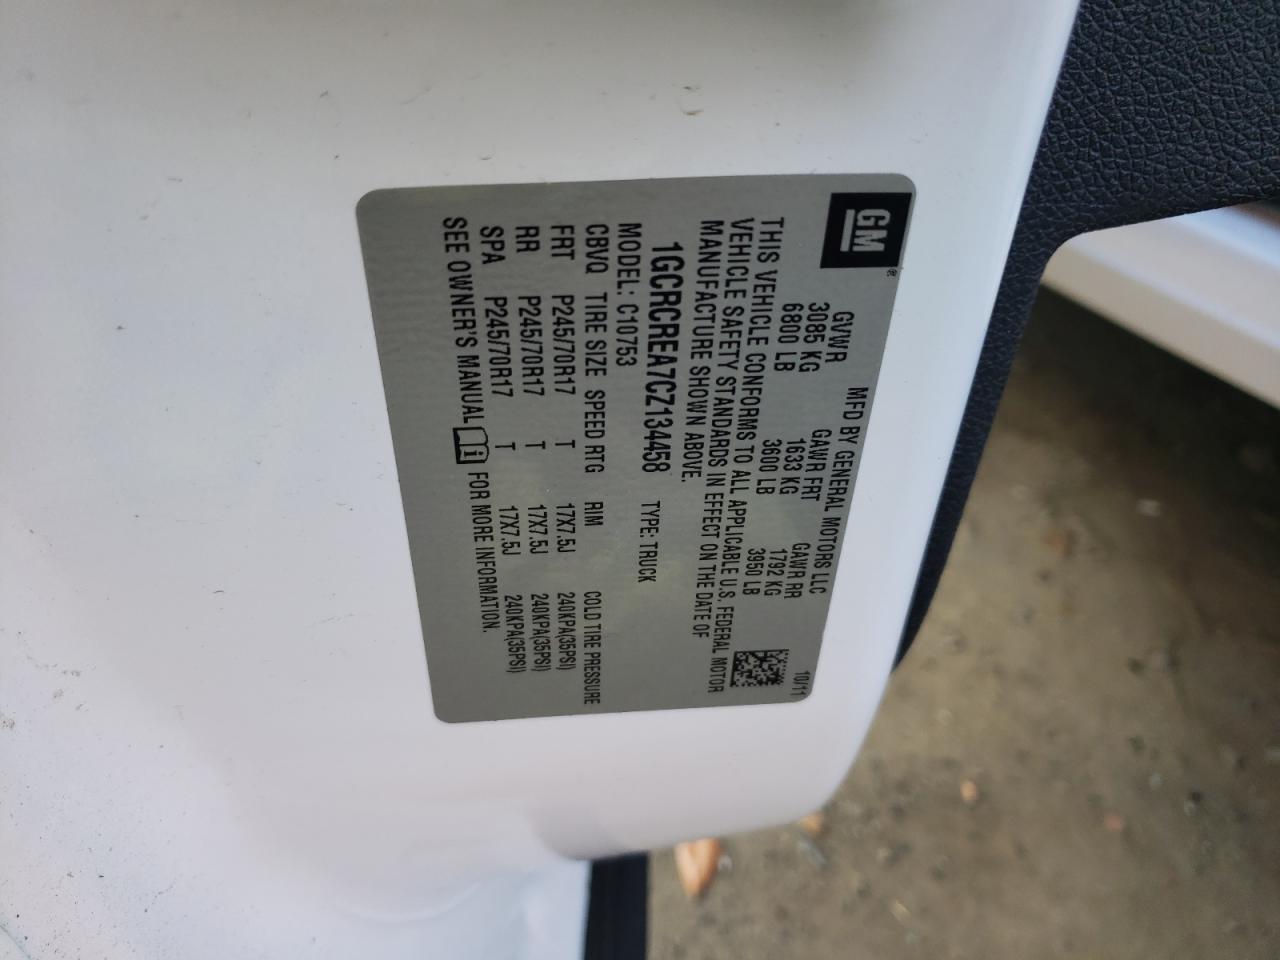 GM®
MFD BY GENERAL MOTORS LLC 10/11
GVWR GAWR FRT GAWR RR
3085 KG 1633 KG 1792 KG
6800 LB 3600 LB 3950 LB
THIS VEHICLE CONFORMS TO ALL APPLICABLE U.S. FEDERAL MOTOR
VEHICLE SAFETY STANDARDS IN EFFECT ON THE DATE OF
MANUFACTURE SHOWN ABOVE.
1GCRCREA7CZ134458 TYPE: TRUCK
MODEL: C10753
CBVQ TIRE SIZE SPEED RTG RIM COLD TIRE PRESSURE
FRT P245/70R17 T 17X7.5J 240KPA(35PSI)
RR P245/70R17 T 17X7.5J 240KPA(35PSI)
SPA P245/70R17 T 17X7.5J 240KPA(35PSI)
SEE OWNER'S MANUAL i FOR MORE INFORMATION.